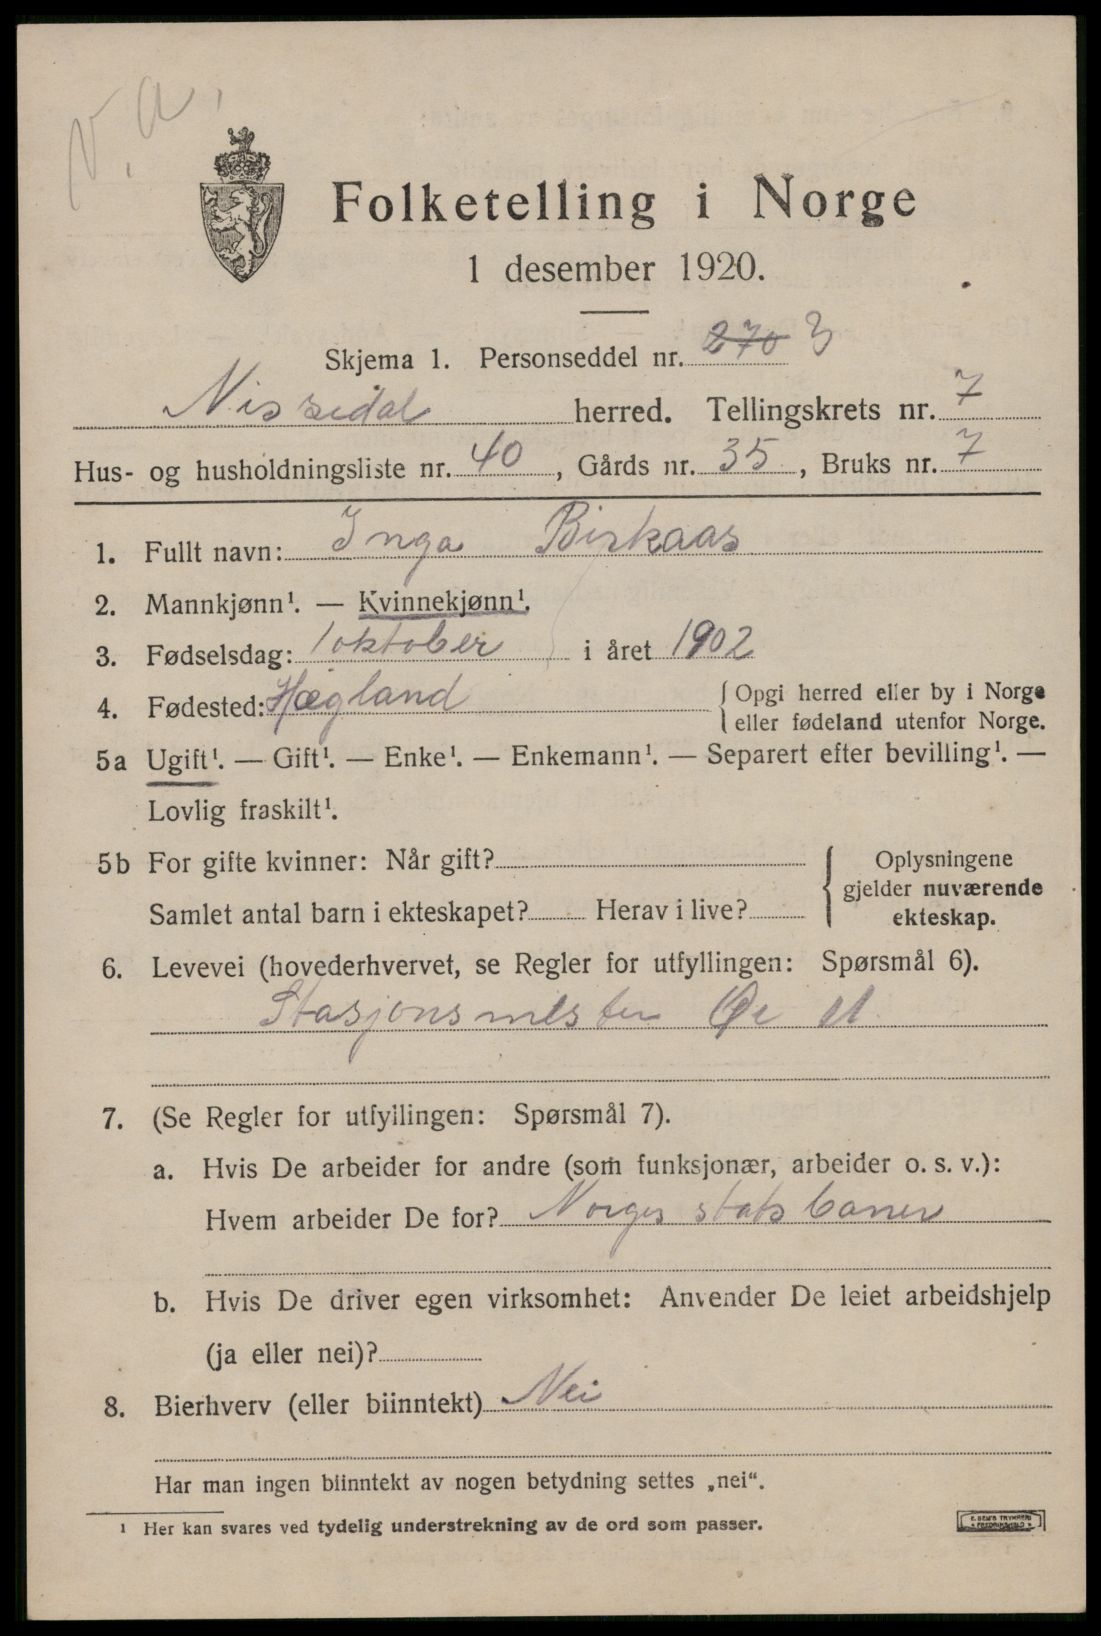 V. a.
Folketelling i Norge
1 desember 1920.
Skjema 1. Personseddel nr. 270 3
Nissedal herred. Tellingskrets nr. 7
Hus- og husholdningsliste nr. 40, Gårds nr. 35, Bruks nr. 7
1. Fullt navn: Inga Birkaas
2. Mannkjønn¹. — Kvinnekjønn¹.
3. Fødselsdag: 1 oktober i året 1902
4. Fødested: Hægland {Opgi herred eller by i Norge
eller fødeland utenfor Norge.
5a Ugift¹. — Gift¹. — Enke¹. — Enkemann¹. — Separert efter bevilling¹. —
Lovlig fraskilt¹.
5b For gifte kvinner: Når gift? { Oplysningene
gjelder nuværende
Samlet antal barn i ekteskapet? Herav i live? ekteskap.
6. Levevei (hovederhvervet, se Regler for utfyllingen: Spørsmål 6).
Stasjonsmester
7. (Se Regler for utfyllingen: Spørsmål 7).
a. Hvis De arbeider for andre (som funksjonær, arbeider o. s. v.):
Hvem arbeider De for? Norges statsbaner
b. Hvis De driver egen virksomhet: Anvender De leiet arbeidshjelp
(ja eller nei)?
8. Bierhverv (eller biinntekt) Nei
Har man ingen biinntekt av nogen betydning settes „nei“.
¹ Her kan svares ved tydelig understrekning av de ord som passer.